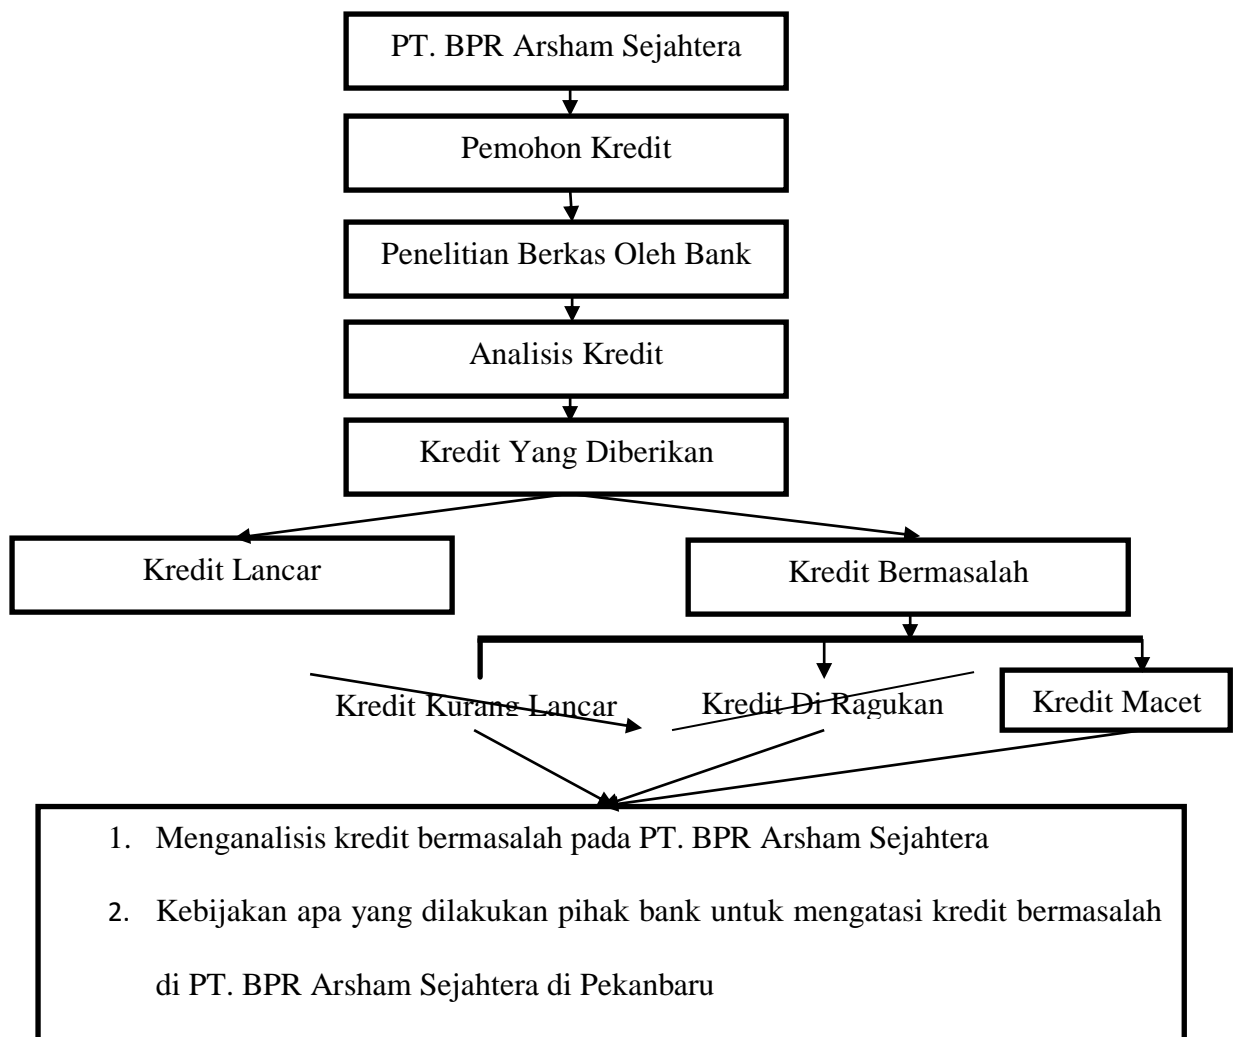 PT. BPR Arsham Sejahtera
Pemohon Kredit
Penelitian Berkas Oleh Bank
Analisis Kredit
Kredit Yang Diberikan
Kredit Lancar
Kredit Bermasalah
Kredit Kurang Lancar
Kredit Di Ragukan
Kredit Macet
1. Menganalisis kredit bermasalah pada PT. BPR Arsham Sejahtera
2. Kebijakan apa yang dilakukan pihak bank untuk mengatasi kredit bermasalah
di PT. BPR Arsham Sejahtera di Pekanbaru